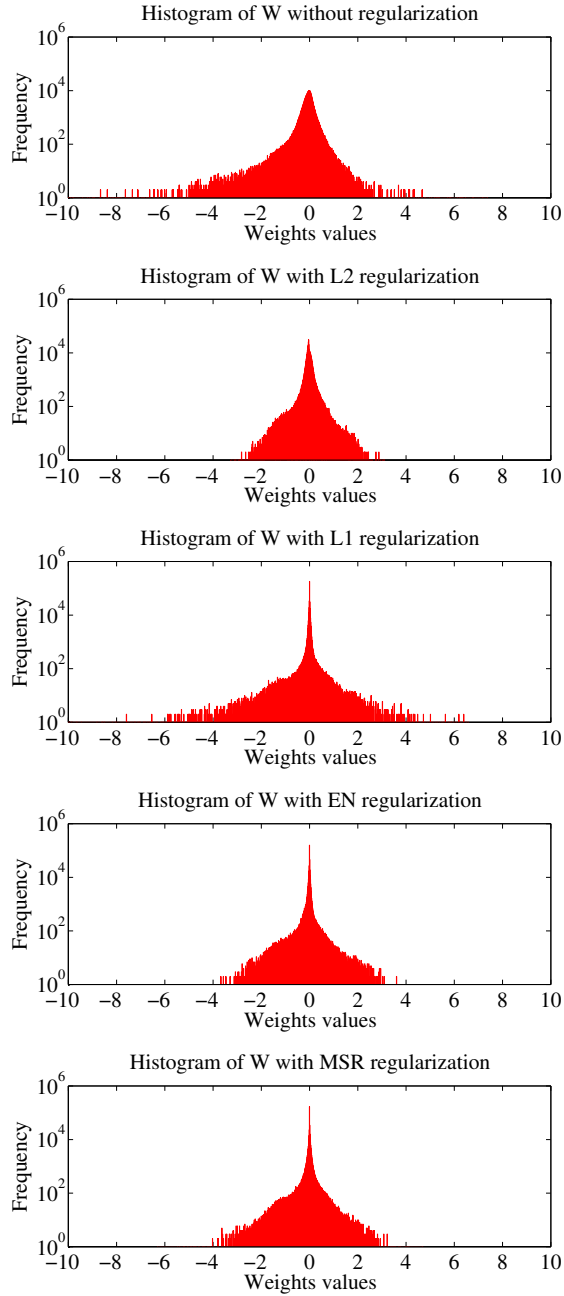 Histogram of W without regularization
10^6
10^4
10^2
10^0
Frequency
−10 −8 −6 −4 −2 0 2 4 6 8 10
Weights values
Histogram of W with L2 regularization
10^6
10^4
10^2
10^0
Frequency
−10 −8 −6 −4 −2 0 2 4 6 8 10
Weights values
Histogram of W with L1 regularization
10^6
10^4
10^2
10^0
Frequency
−10 −8 −6 −4 −2 0 2 4 6 8 10
Weights values
Histogram of W with EN regularization
10^6
10^4
10^2
10^0
Frequency
−10 −8 −6 −4 −2 0 2 4 6 8 10
Weights values
Histogram of W with MSR regularization
10^6
10^4
10^2
10^0
Frequency
−10 −8 −6 −4 −2 0 2 4 6 8 10
Weights values